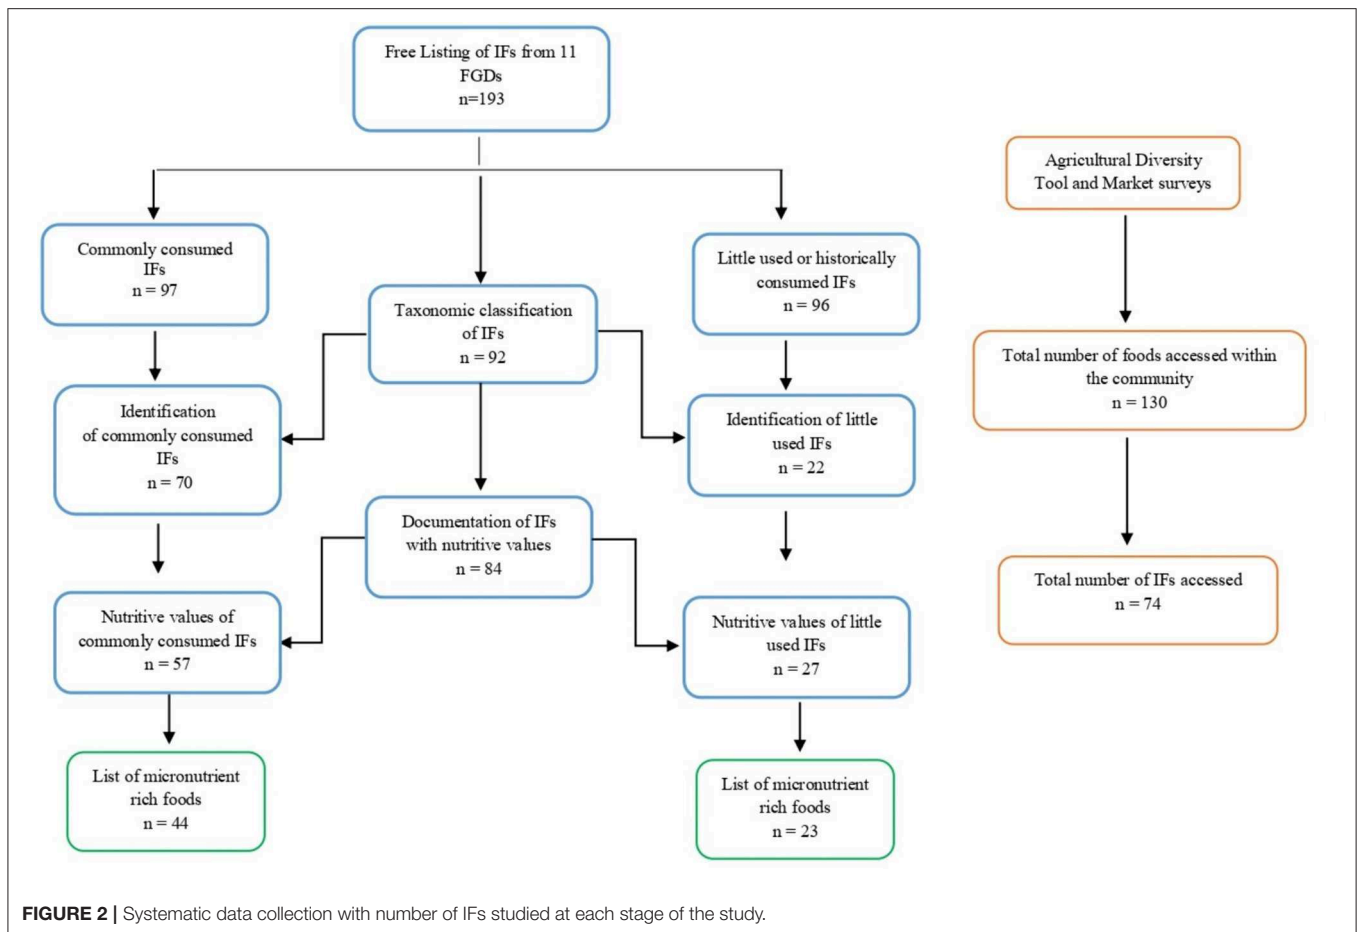 Free Listing of IFs from 11
FGDs
n=193
Agricultural Diversity
Tool and Market surveys
Commonly consumed
IFs
n = 97
Little used or historically
consumed IFs
n = 96
Taxonomic classification
of IFs
n = 92
Total number of foods accessed within
the community
n = 130
Identification
of commonly consumed
IFs
n = 70
Identification of little
used IFs
n = 22
Documentation of IFs
with nutritive values
n = 84
Total number of IFs accessed
n = 74
Nutritive values of
commonly consumed IFs
n = 57
Nutritive values of little
used IFs
n = 27
List of micronutrient
rich foods
n = 44
List of micronutrient
rich foods
n = 23
FIGURE 2 | Systematic data collection with number of IFs studied at each stage of the study.